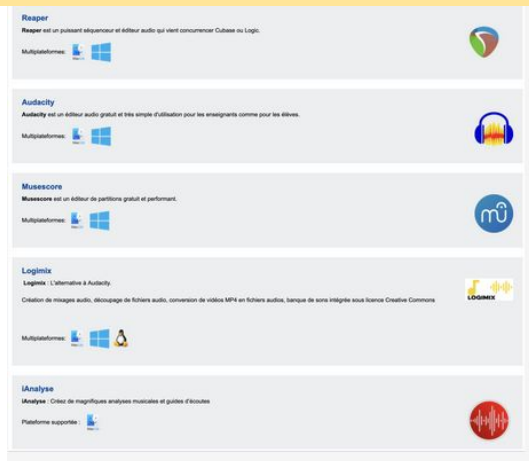 Reaper
Reaper est un puissant séquenceur et éditeur audio qui vient concurrencer Cubase ou Logic.
Multiplateformes:
Audacity
Audacity est un éditeur audio gratuit et très simple d'utilisation pour les enseignants comme pour les élèves.
Multiplateformes:
Musescore
Musescore est un éditeur de partitions gratuit et performant.
Multiplateformes:
mu
Logimix
Logimix : L'alternative à Audacity.
LOGIMIX
Création de mixages audio, découpage de fichiers audio, conversion de vidéos MP4 en fichiers audios, banque de sons intégrée sous licence Creative Commons
Multiplateformes:
iAnalyse
iAnalyse : Créez de magnifiques analyses musicales et guides d'écoutes
Plateforme supportée :